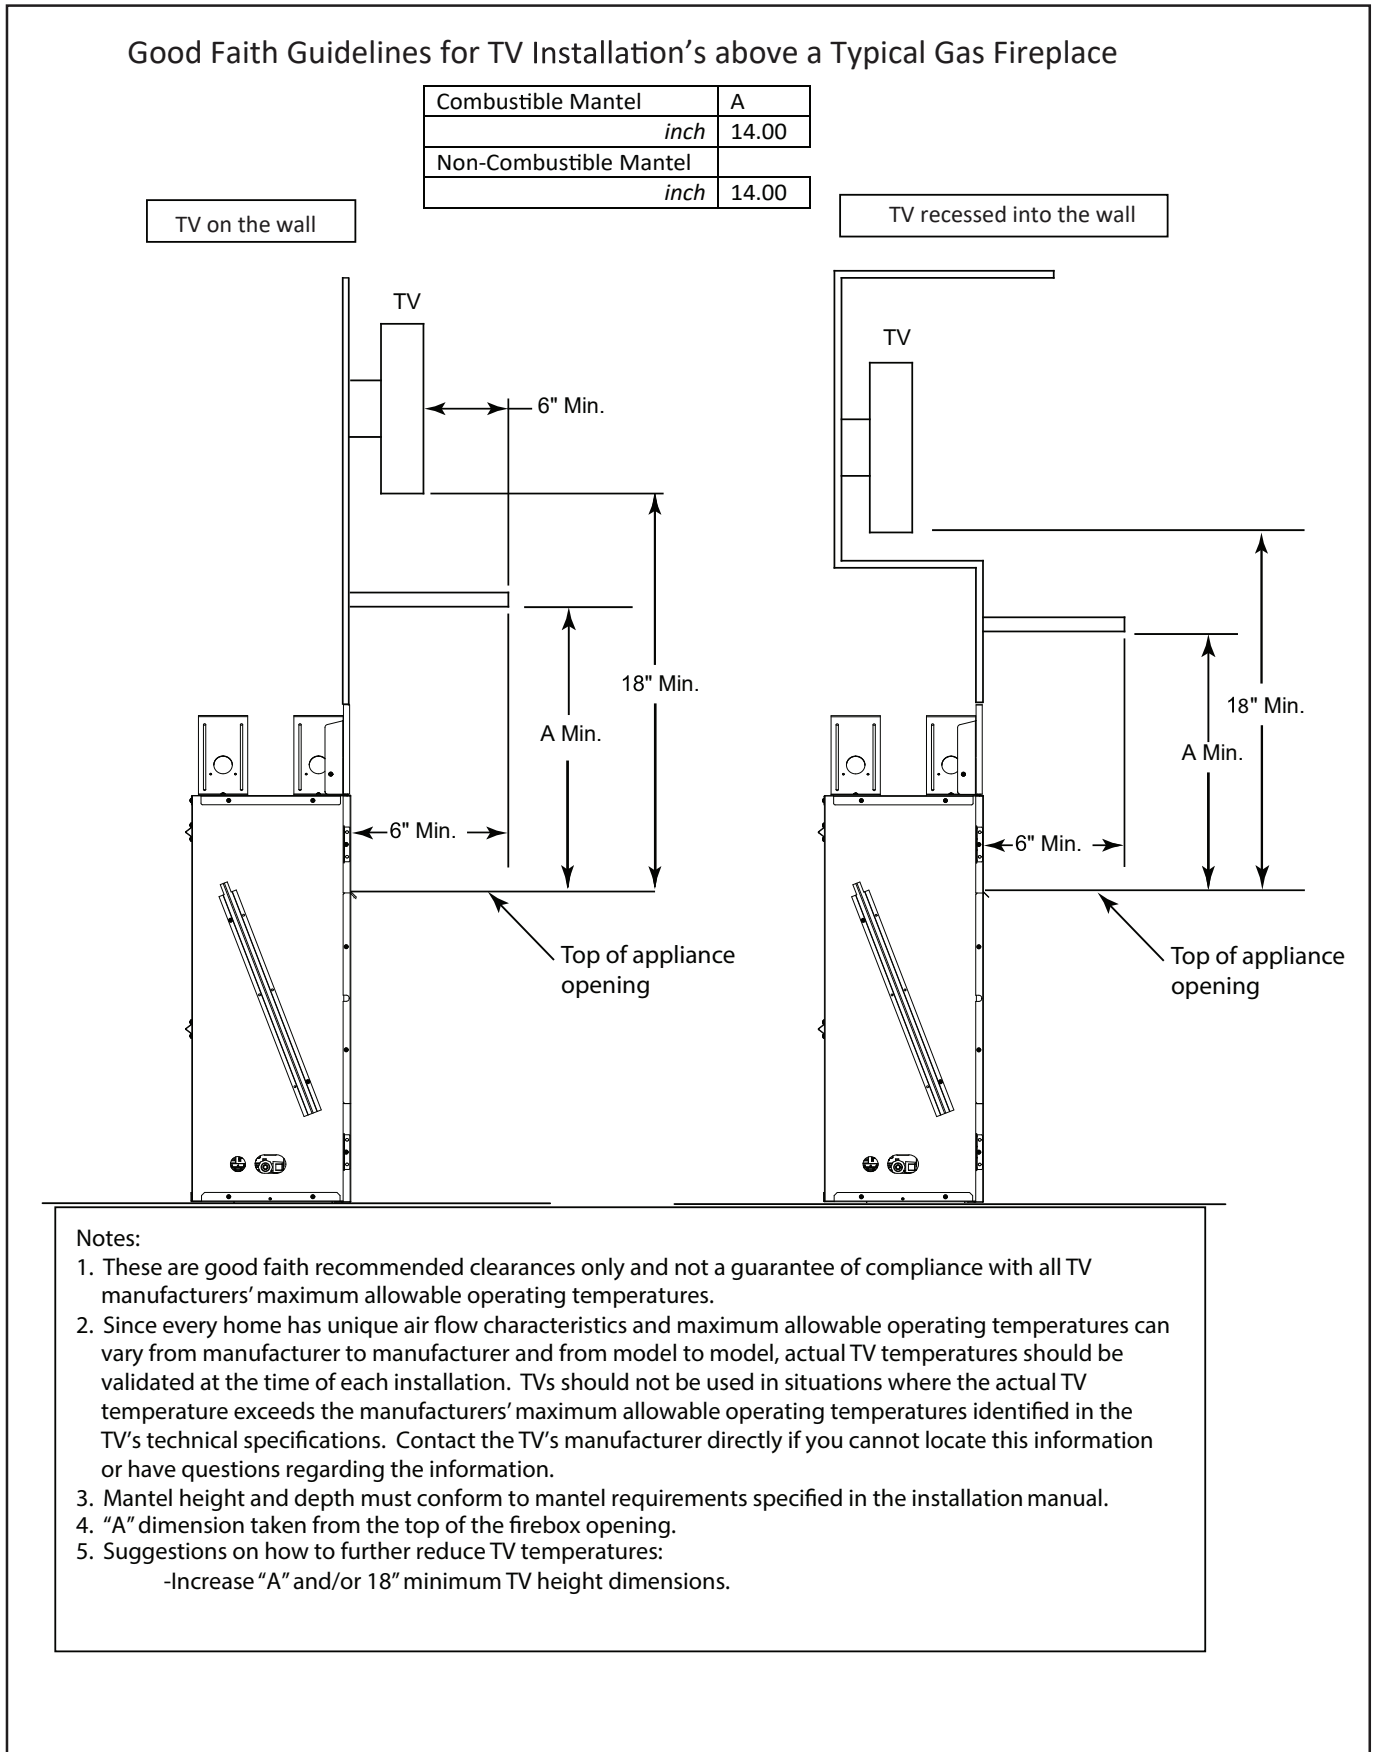 Good Faith Guidelines for TV Installation's above a Typical Gas Fireplace
Combustible Mantel A
inch 14.00
Non-Combustible Mantel
inch 14.00
TV on the wall
TV recessed into the wall
TV
6" Min.
18" Min.
A Min.
6" Min.
Top of appliance
opening
TV
18" Min.
A Min.
6" Min.
Top of appliance
opening
Notes:
1. These are good faith recommended clearances only and not a guarantee of compliance with all TV
manufacturers' maximum allowable operating temperatures.
2. Since every home has unique air flow characteristics and maximum allowable operating temperatures can
vary from manufacturer to manufacturer and from model to model, actual TV temperatures should be
validated at the time of each installation. TVs should not be used in situations where the actual TV
temperature exceeds the manufacturers' maximum allowable operating temperatures identified in the
TV's technical specifications. Contact the TV's manufacturer directly if you cannot locate this information
or have questions regarding the information.
3. Mantel height and depth must conform to mantel requirements specified in the installation manual.
4. “A” dimension taken from the top of the firebox opening.
5. Suggestions on how to further reduce TV temperatures:
-Increase “A” and/or 18” minimum TV height dimensions.